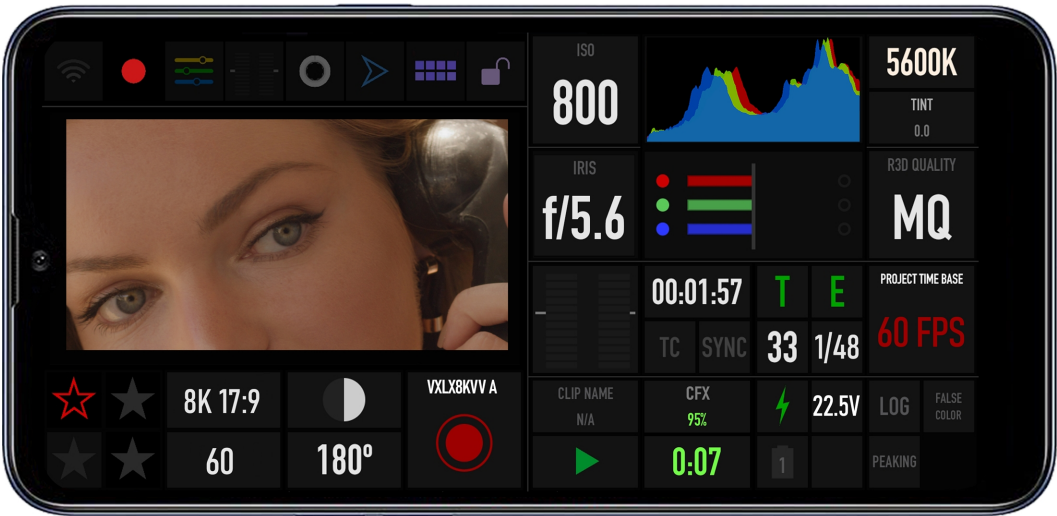 ISO
800
5600K
TINT
0.0
IRIS
f/5.6
R3D QUALITY
MQ
00:01:57
T
E
PROJECT TIME BASE
60 FPS
TC
SYNC
33
1/48
8K 17:9
60
180º
VXLX8KVV A
CLIP NAME
N/A
CFX
95%
22.5V
LOG
FALSE
COLOR
0:07
1
PEAKING